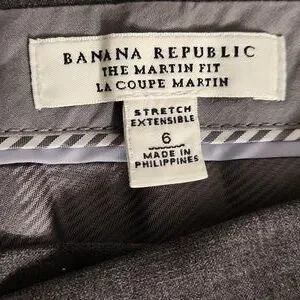 BANANA REPUBLIC
THE MARTIN FIT
LA COUPE MARTIN
STRETCH
EXTENSIBLE
6
MADE IN
PHILIPPINES